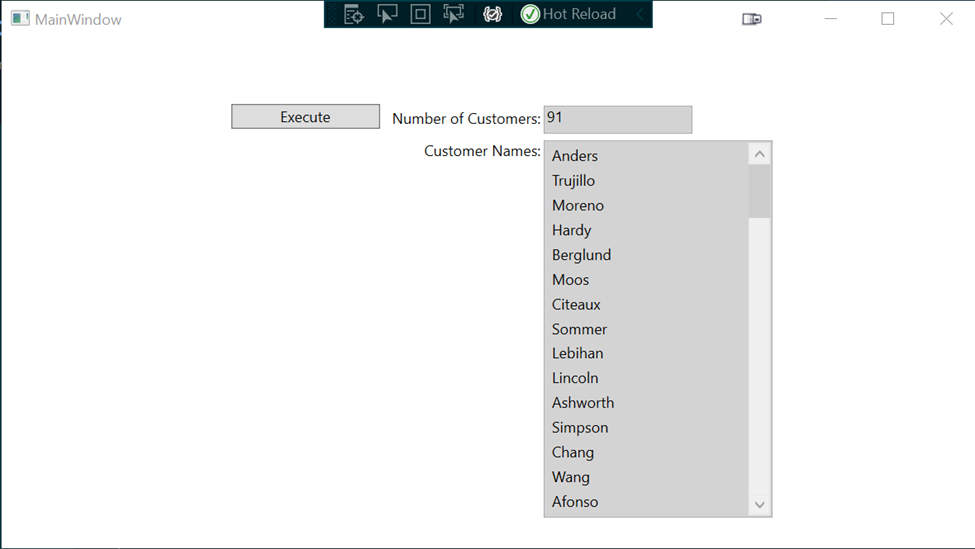 MainWindow
Hot Reload
Execute
Number of Customers: 91
Customer Names:
Anders
Trujillo
Moreno
Hardy
Berglund
Moos
Citeaux
Sommer
Lebihan
Lincoln
Ashworth
Simpson
Chang
Wang
Afonso